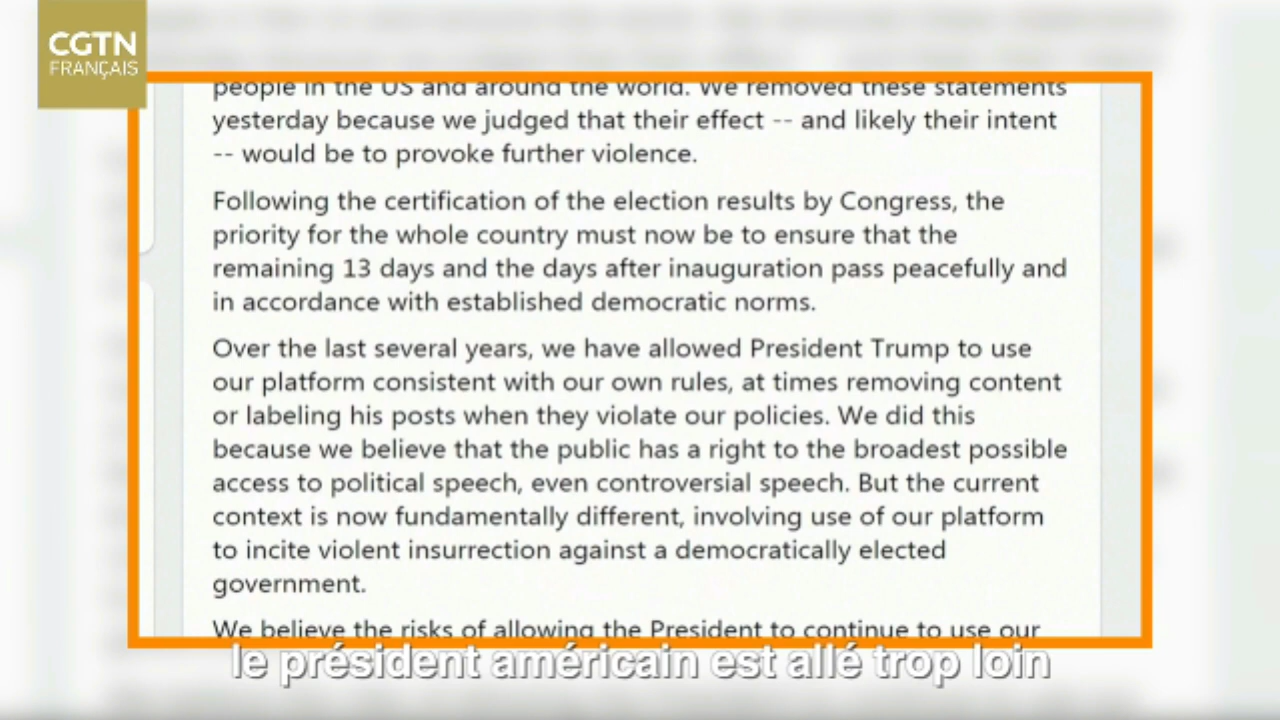 CGTN
FRANÇAIS
people in the US and around the world. We removed these statements
yesterday because we judged that their effect -- and likely their intent
-- would be to provoke further violence.
Following the certification of the election results by Congress, the
priority for the whole country must now be to ensure that the
remaining 13 days and the days after inauguration pass peacefully and
in accordance with established democratic norms.
Over the last several years, we have allowed President Trump to use
our platform consistent with our own rules, at times removing content
or labeling his posts when they violate our policies. We did this
because we believe that the public has a right to the broadest possible
access to political speech, even controversial speech. But the current
context is now fundamentally different, involving use of our platform
to incite violent insurrection against a democratically elected
government.
We believe the risks of allowing the President to continue to use our
le président américain est allé trop loin